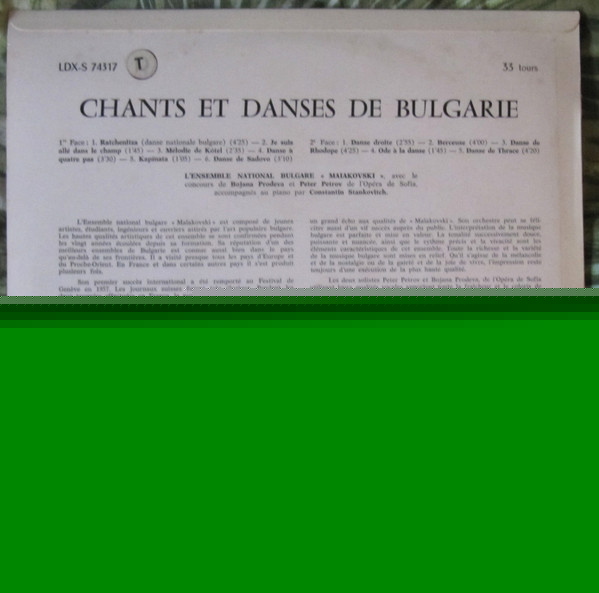 LDX-S 74317
T
33 tours
CHANTS ET DANSES DE BULGARIE
1re Face : 1. Ratchenitsa (danse nationale bulgare) (4'25) — 2. Je suis
allé dans le champ (1'45) — 3. Mélodie de Kotel (2'55) — 4. Danse à
quatre pas (3'30) — 5. Kopinata (1'05) — 6. Danse de Sadovo (3'10)
2e Face : 1. Danse droite (2'55) — 2. Berceuse (4'00) — 3. Danse de
Rhodope (4'25) — 4. Ode à la danse (1'45) — 5. Danse de Thrace (4'20)
L'ENSEMBLE NATIONAL BULGARE « MAIAKOVSKI », avec le
concours de Bojana Prodeva et Peter Petrov de l'Opéra de Sofia,
accompagnés au piano par Constantin Stankovitch.
L'Ensemble national bulgare « Maiakovski » est composé de jeunes
artistes, étudiants, ingénieurs et ouvriers attirés par l'art populaire bulgare.
Les hautes qualités artistiques de cet ensemble se sont confirmées pendant
les vingt années écoulées depuis sa formation. Sa réputation d'un des
meilleurs ensembles de Bulgarie est connue aussi bien dans le pays
qu'au-delà de ses frontières. Il a visité presque tous les pays d'Europe et
du Proche-Orient. En France et dans certains autres pays il s'est produit
plusieurs fois.
Son premier succès international a été remporté au Festival de
Genève en 1957. Les journaux suisses
un grand écho aux qualités de « Maiakovski ». Son orchestre peut se féli-
citer aussi d'un vif succès auprès du public. L'interprétation de la musique
bulgare est parfaite et mise en valeur. La tonalité successivement douce,
puissante et nuancée, ainsi que le rythme précis et la vivacité sont les
éléments caractéristiques de cet ensemble. Toute la richesse et la variété
de la musique bulgare sont mises en relief. Qu'il s'agisse de la mélancolie
et de la nostalgie ou de la gaieté et de la joie de vivre, l'impression reste
toujours d'une exécution de la plus haute qualité.
Les deux solistes Peter Petrov et Bojana Prodeva, de l'Opéra de Sofia